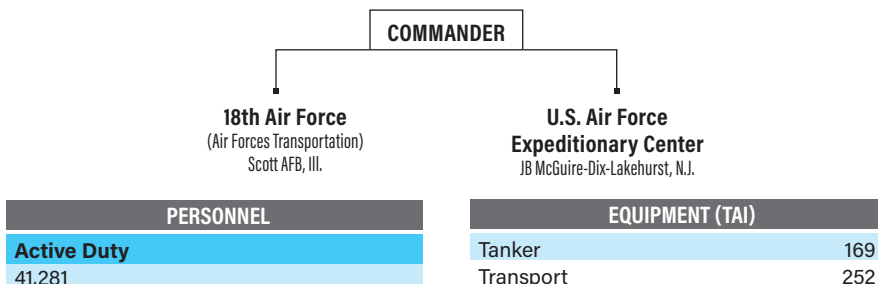 COMMANDER
18th Air Force
(Air Forces Transportation)
Scott AFB, Ill.
U.S. Air Force
Expeditionary Center
JB McGuire-Dix-Lakehurst, N.J.
PERSONNEL
Active Duty
41,281
EQUIPMENT (TAI)
Tanker 169
Transport 252